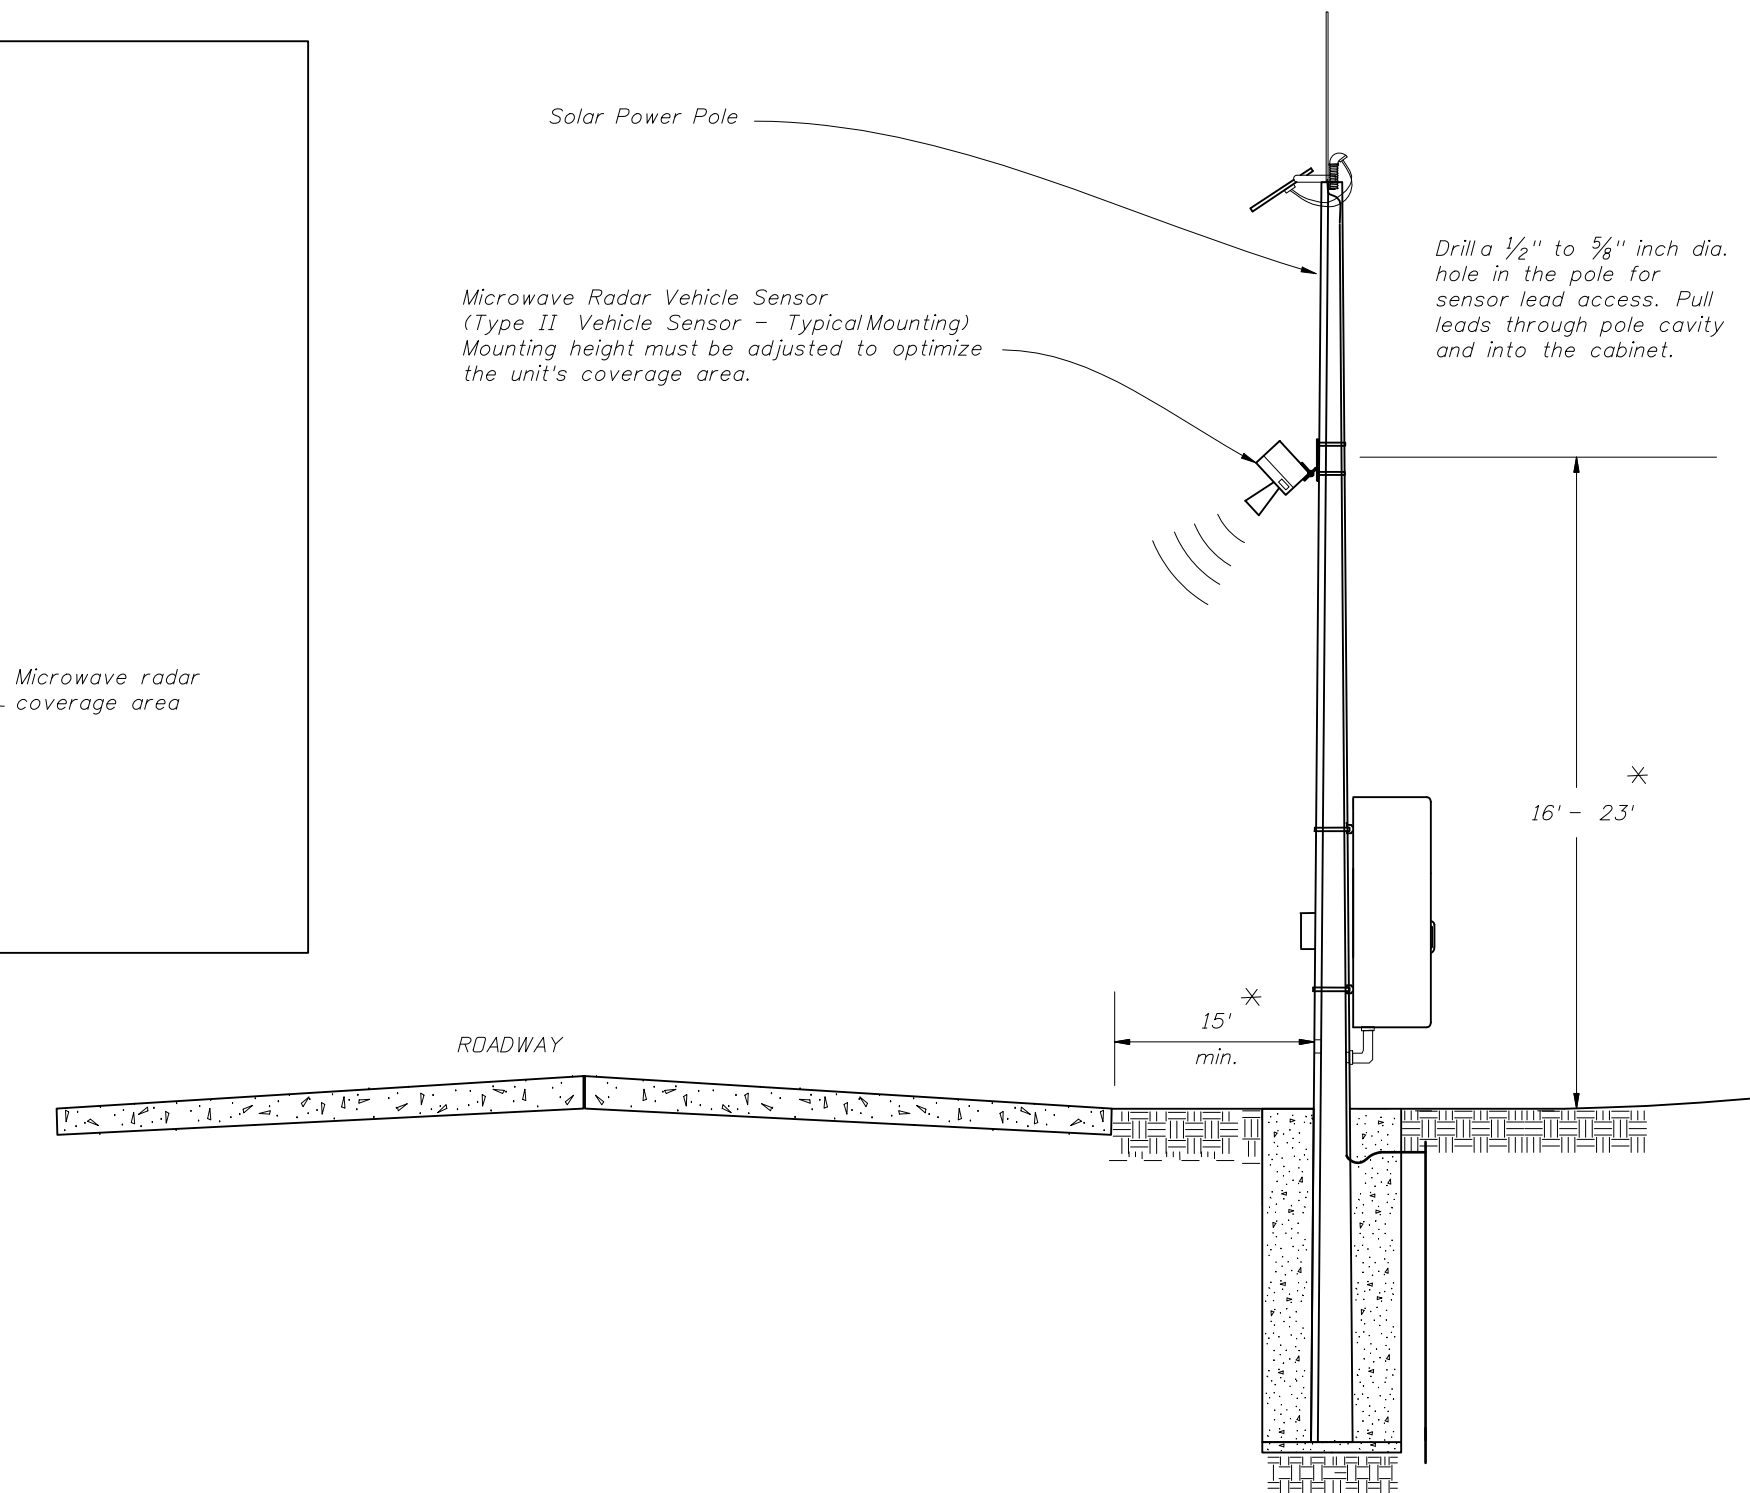 Solar Power Pole
Drill a 1/2" to 5/8" inch dia.
hole in the pole for
sensor lead access. Pull
leads through pole cavity
and into the cabinet.
Microwave Radar Vehicle Sensor
(Type II Vehicle Sensor - Typical Mounting)
Mounting height must be adjusted to optimize
the unit's coverage area.
Microwave radar
coverage area
*
16' - 23'
*
15'
min.
ROADWAY